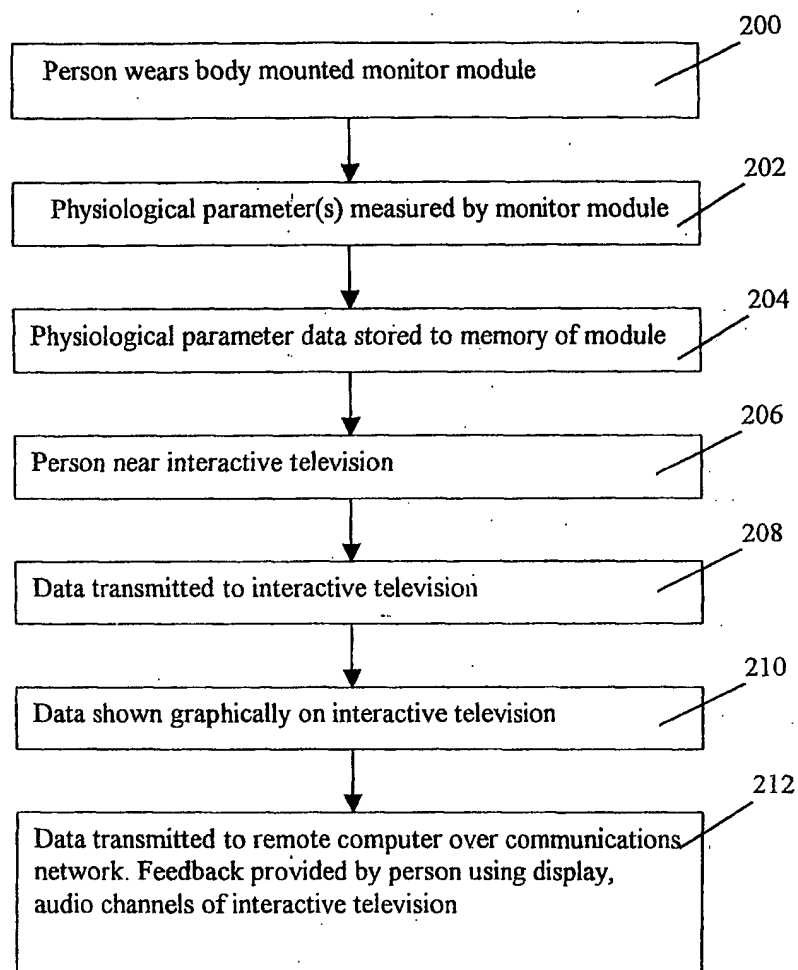 200
Person wears body mounted monitor module
202
Physiological parameter(s) measured by monitor module
204
Physiological parameter data stored to memory of module
206
Person near interactive television
208
Data transmitted to interactive television
210
Data shown graphically on interactive television
212
Data transmitted to remote computer over communications
network. Feedback provided by person using display,
audio channels of interactive television